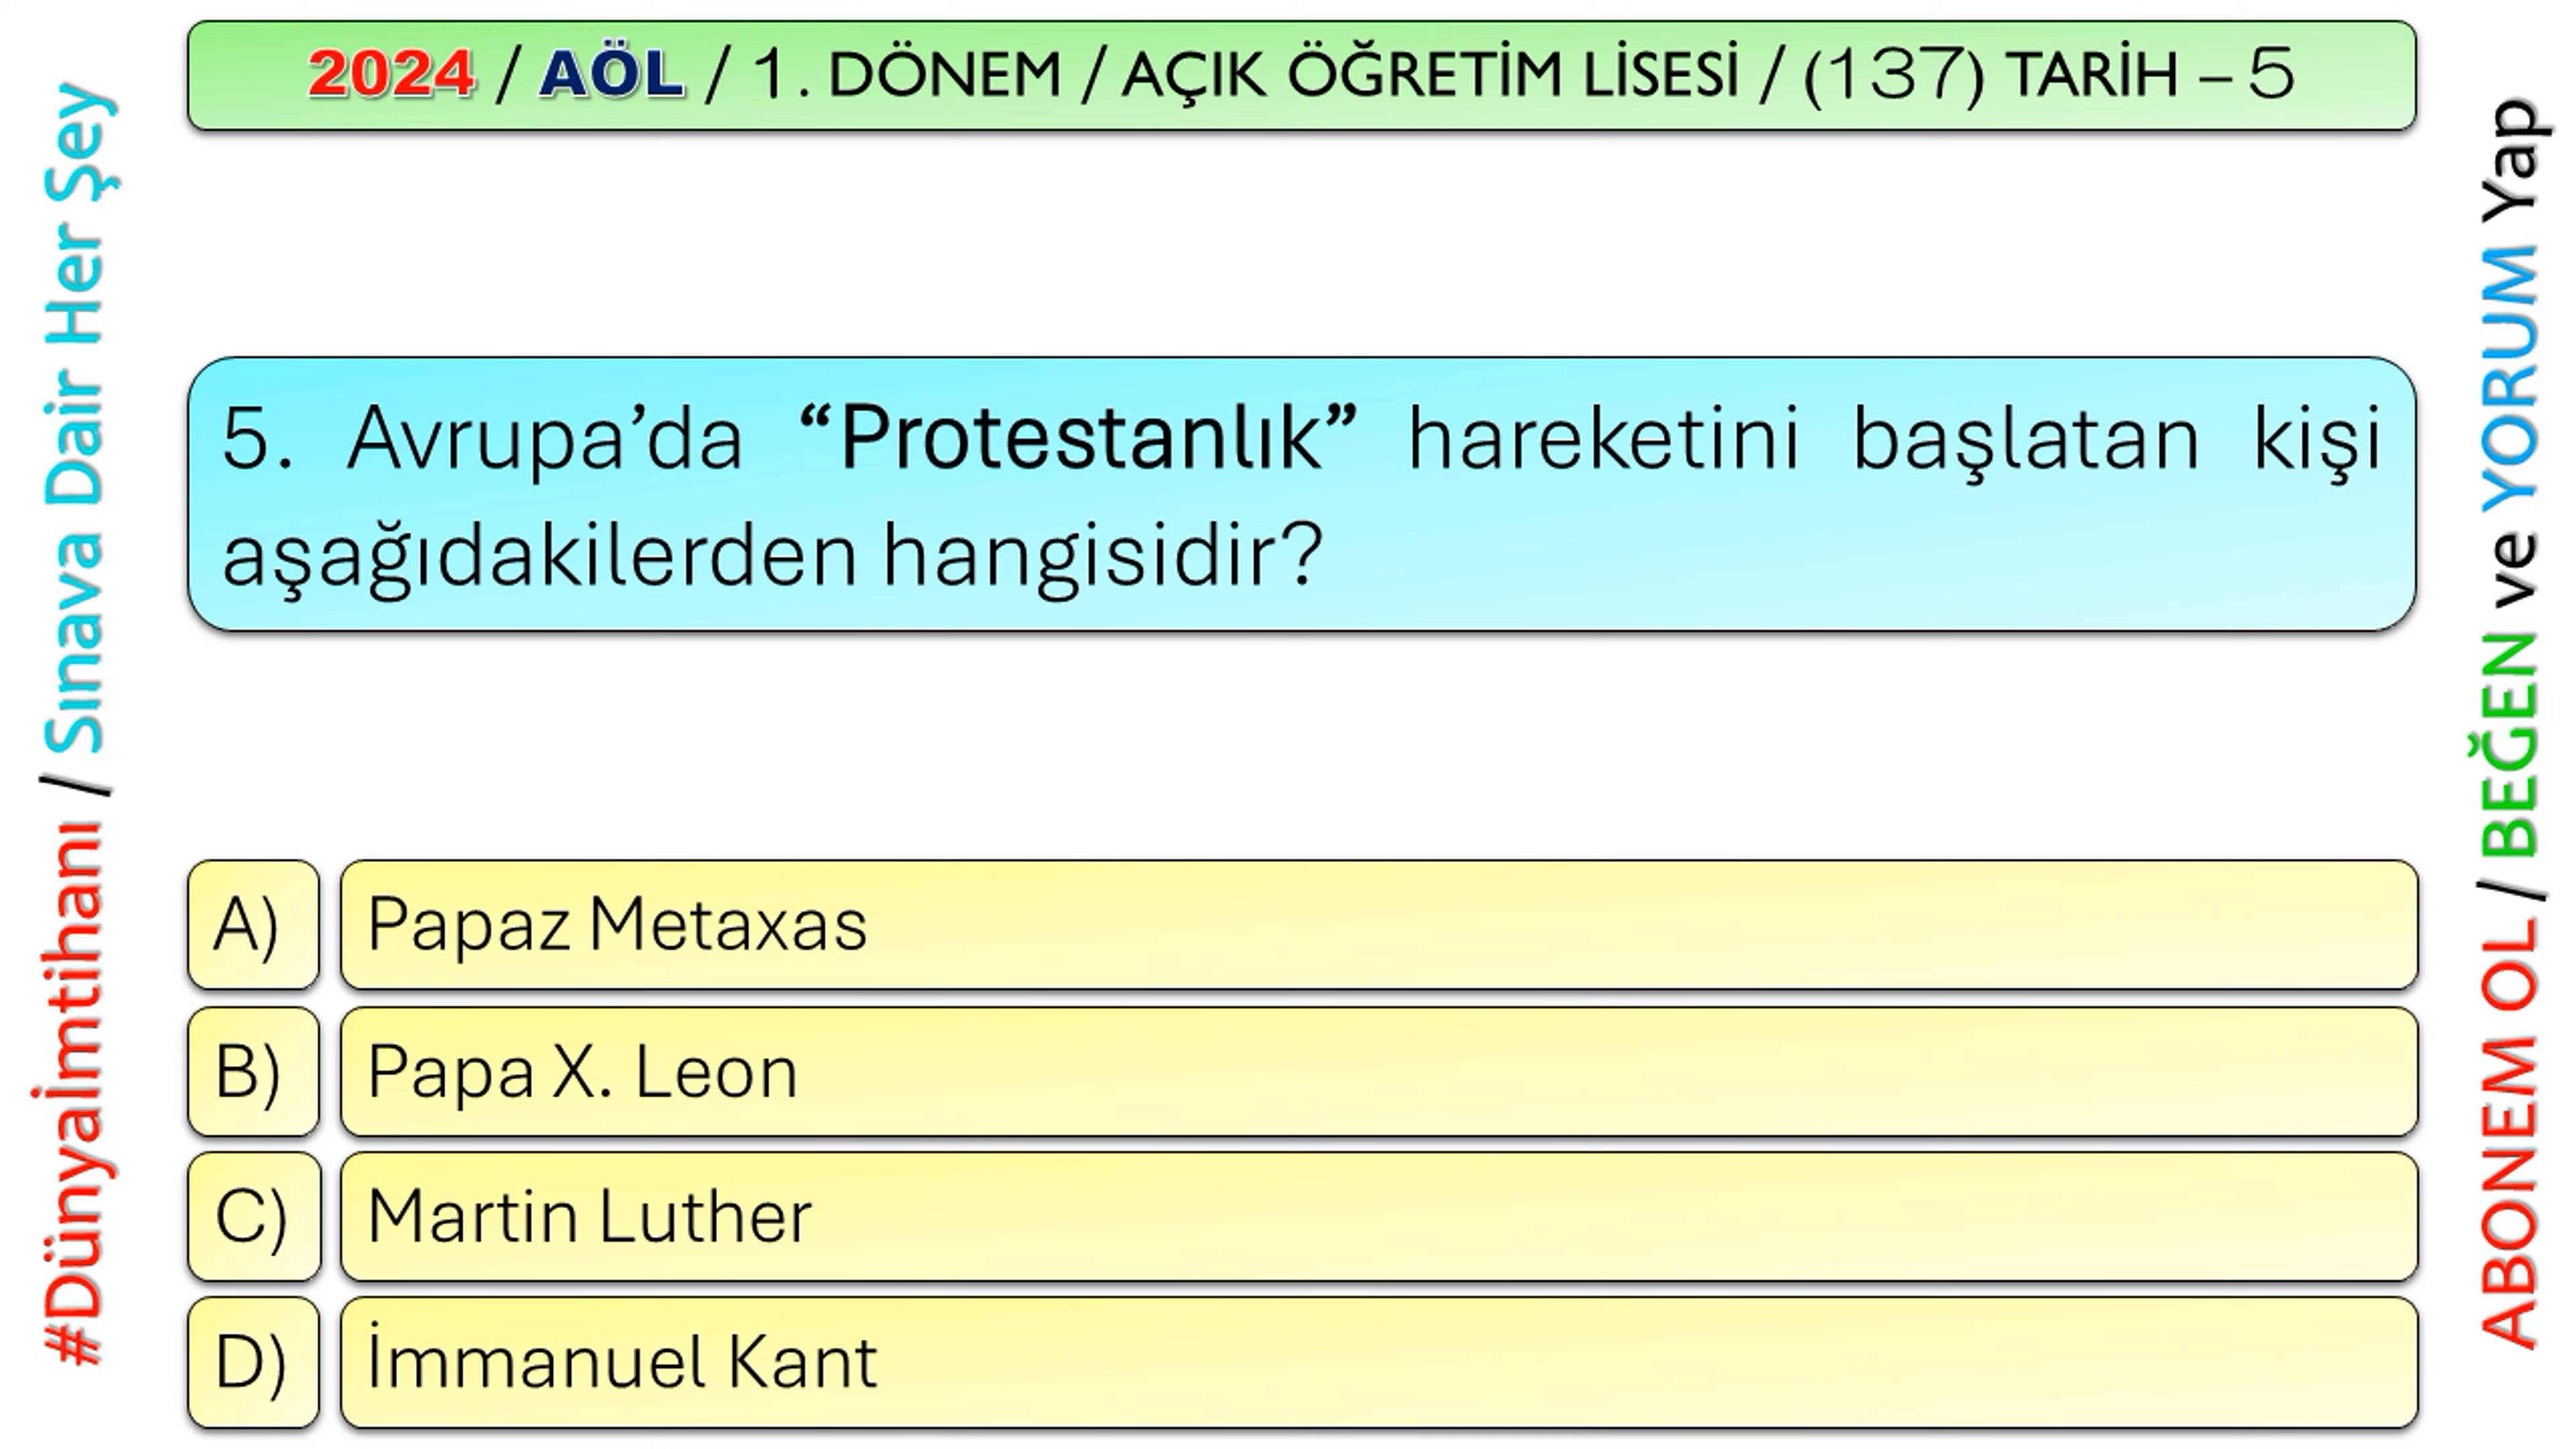 2024 / AÖL / 1. DÖNEM / AÇIK ÖĞRETİM LİSESİ / (137) TARİH – 5
#Dünyaİmtihanı / Sınava Dair Her Şey
5. Avrupa’da “Protestanlık” hareketini başlatan kişi
aşağıdakilerden hangisidir?
A) Papaz Metaxas
B) Papa X. Leon
C) Martin Luther
D) İmmanuel Kant
ABONEM OL / BEĞEN ve YORUM Yap